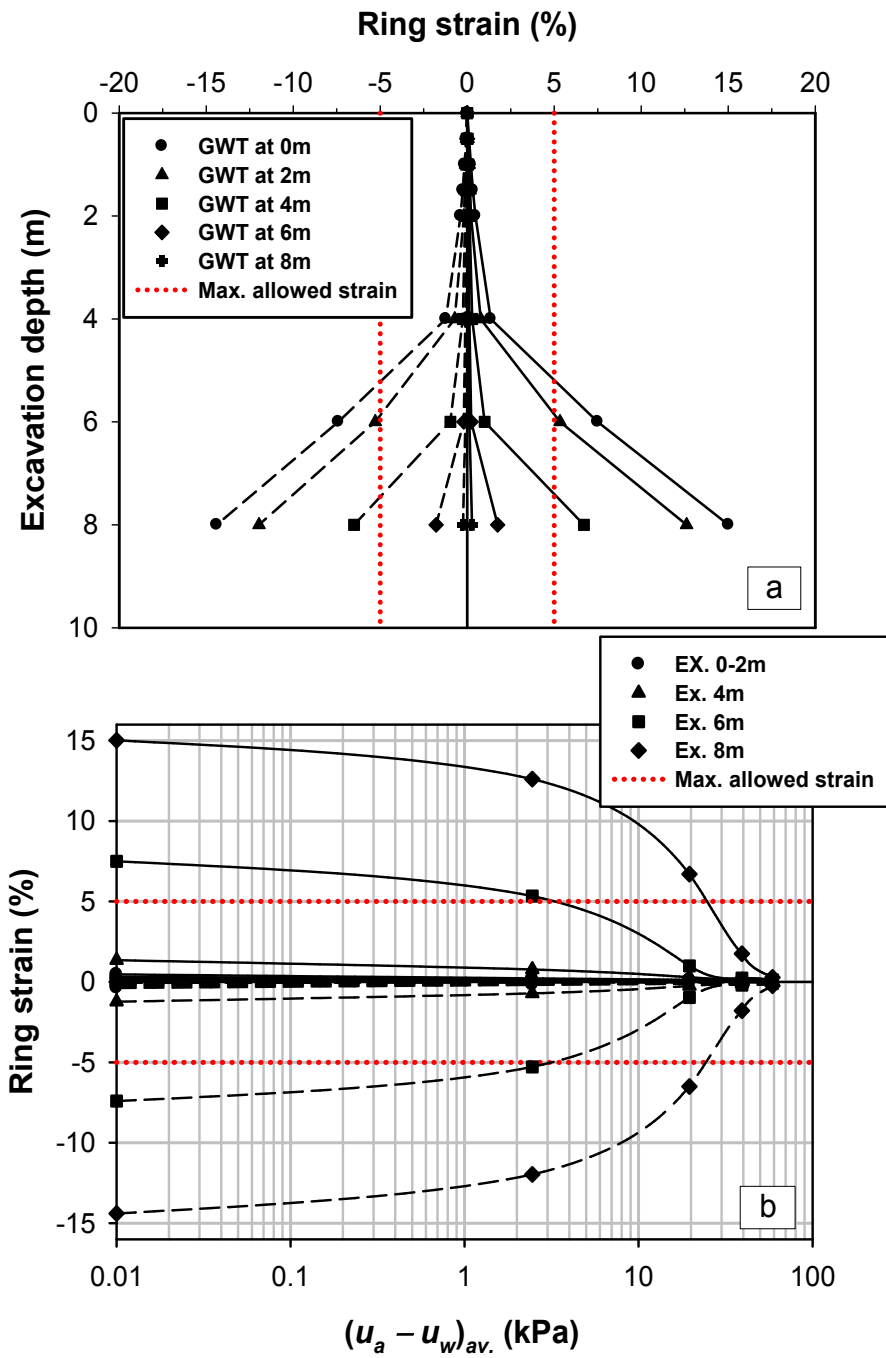 Ring strain (%)
-20 -15 -10 -5 0 5 10 15 20
Excavation depth (m)
0
2
4
6
8
10
GWT at 0m
GWT at 2m
GWT at 4m
GWT at 6m
GWT at 8m
Max. allowed strain
a
EX. 0-2m
Ex. 4m
Ex. 6m
Ex. 8m
Max. allowed strain
Ring strain (%)
15
10
5
0
-5
-10
-15
b
0.01 0.1 1 10 100
(u_a – u_w)_av. (kPa)